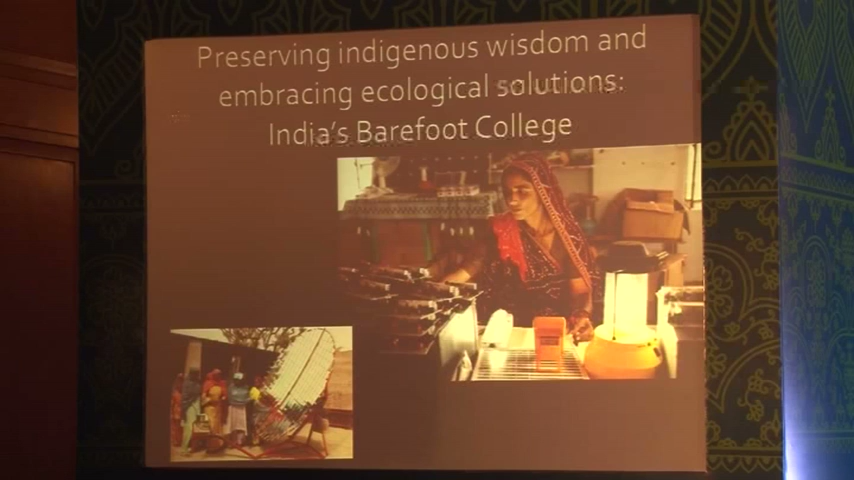 Preserving indigenous wisdom and
embracing ecological solutions:
India's Barefoot College